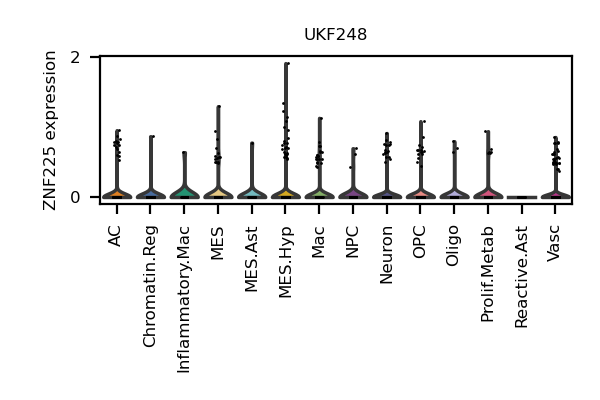 UKF248
ZNF225 expression
2
0
AC
Chromatin.Reg
Inflammatory.Mac
MES
MES.Ast
MES.Hyp
Mac
NPC
Neuron
OPC
Oligo
Prolif.Metab
Reactive.Ast
Vasc